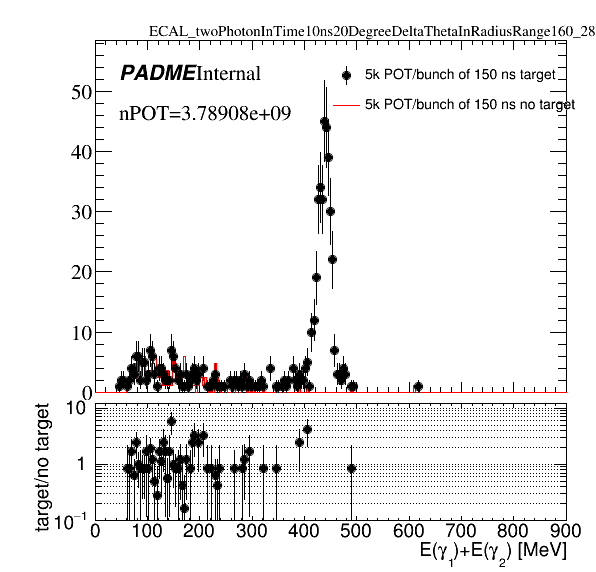 ECAL_twoPhotonInTime10ns20DegreeDeltaThetaInRadiusRange160_28
PADME Internal
5k POT/bunch of 150 ns target
nPOT=3.78908e+09
5k POT/bunch of 150 ns no target
50
40
30
20
10
0
target/no target
10
1
10⁻¹
0 100 200 300 400 500 600 700 800 900
E(γ₁)+E(γ₂) [MeV]